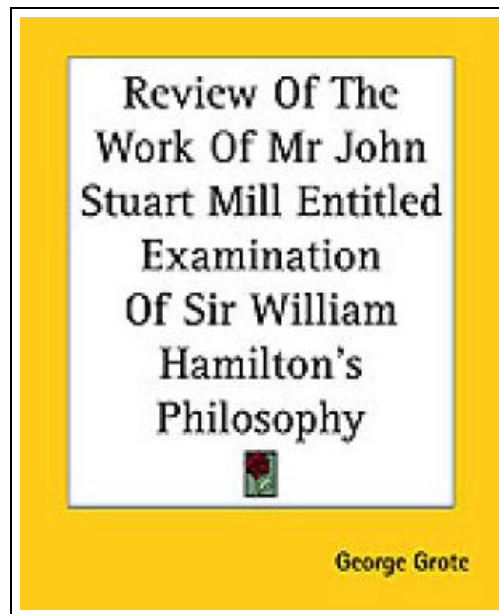 Review Of The
Work Of Mr John
Stuart Mill Entitled
Examination
Of Sir William
Hamilton's
Philosophy
George Grote